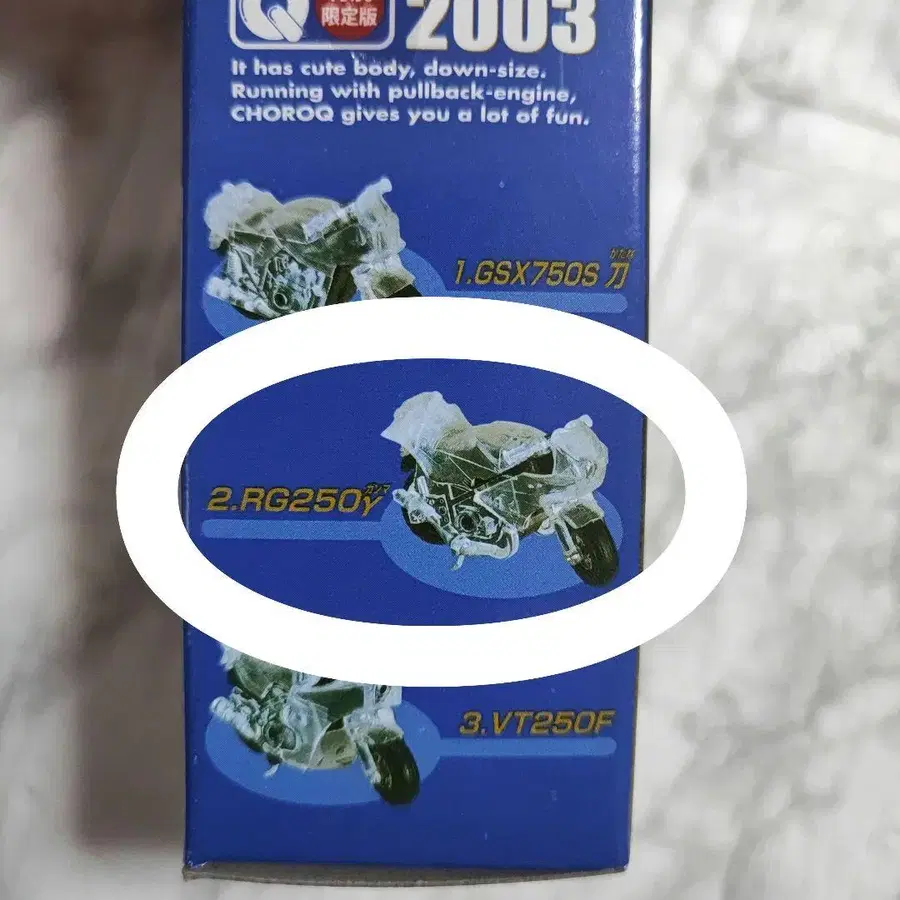 Q
限定版
2003
It has cute body, down-size.
Running with pullback-engine,
CHOROQ gives you a lot of fun.
かたな
1.GSX750S 刀
ガンマ
2.RG250γ
3.VT250F